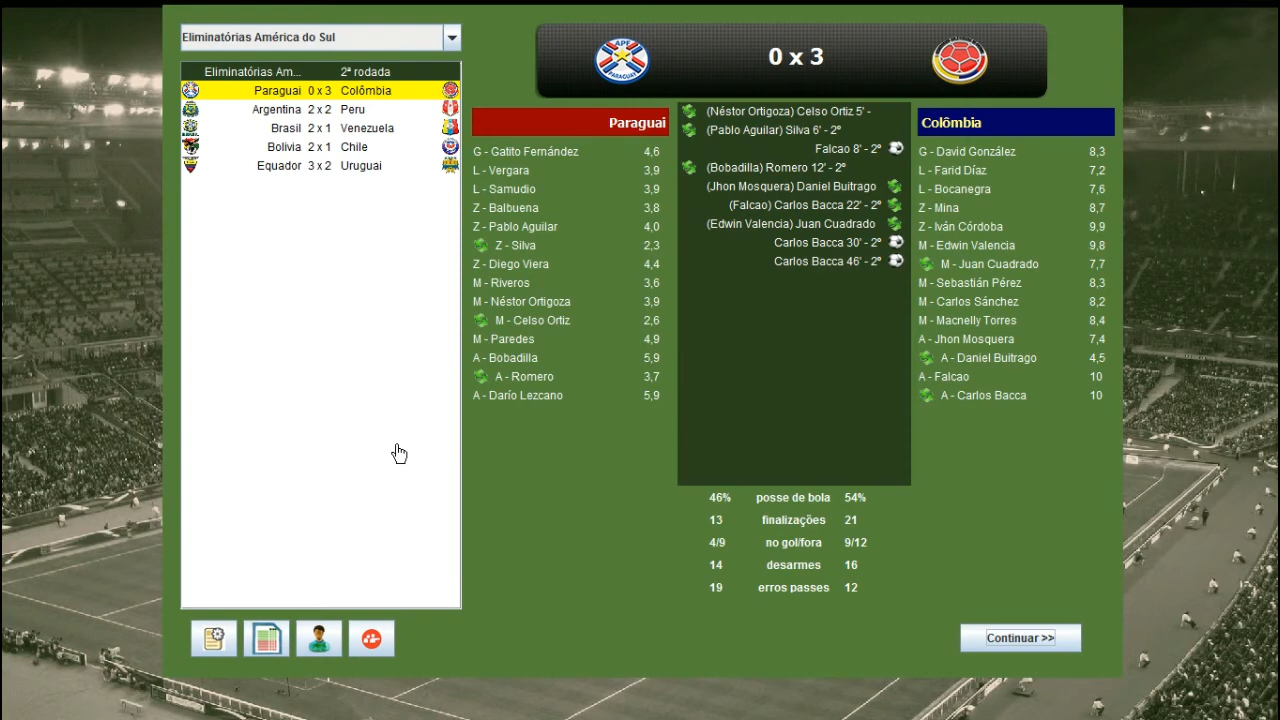 Eliminatórias América do Sul
Eliminatórias Am... 2ª rodada
Paraguai 0 x 3 Colômbia
Argentina 2 x 2 Peru
Brasil 2 x 1 Venezuela
Bolivia 2 x 1 Chile
Equador 3 x 2 Uruguai
APF
PARAGUAY
0 x 3
Paraguai
G - Gatito Fernández 4,6
L - Vergara 3,9
L - Samudio 3,9
Z - Balbuena 3,8
Z - Pablo Aguilar 4,0
Z - Silva 2,3
Z - Diego Viera 4,4
M - Riveros 3,6
M - Néstor Ortigoza 3,9
M - Celso Ortiz 2,6
M - Paredes 4,9
A - Bobadilla 5,9
A - Romero 3,7
A - Darío Lezcano 5,9
(Néstor Ortigoza) Celso Ortiz 5' -
(Pablo Aguilar) Silva 6' - 2º
Falcao 8' - 2º
(Bobadilla) Romero 12' - 2º
(Jhon Mosquera) Daniel Buitrago
(Falcao) Carlos Bacca 22' - 2º
(Edwin Valencia) Juan Cuadrado
Carlos Bacca 30' - 2º
Carlos Bacca 46' - 2º
Colômbia
G - David González 8,3
L - Farid Díaz 7,2
L - Bocanegra 7,6
Z - Mina 8,7
Z - Iván Córdoba 9,9
M - Edwin Valencia 9,8
M - Juan Cuadrado 7,7
M - Sebastián Pérez 8,3
M - Carlos Sánchez 8,2
M - Macnelly Torres 8,4
A - Jhon Mosquera 7,4
A - Daniel Buitrago 4,5
A - Falcao 10
A - Carlos Bacca 10
46% posse de bola 54%
13 finalizações 21
4/9 no gol/fora 9/12
14 desarmes 16
19 erros passes 12
Continuar >>